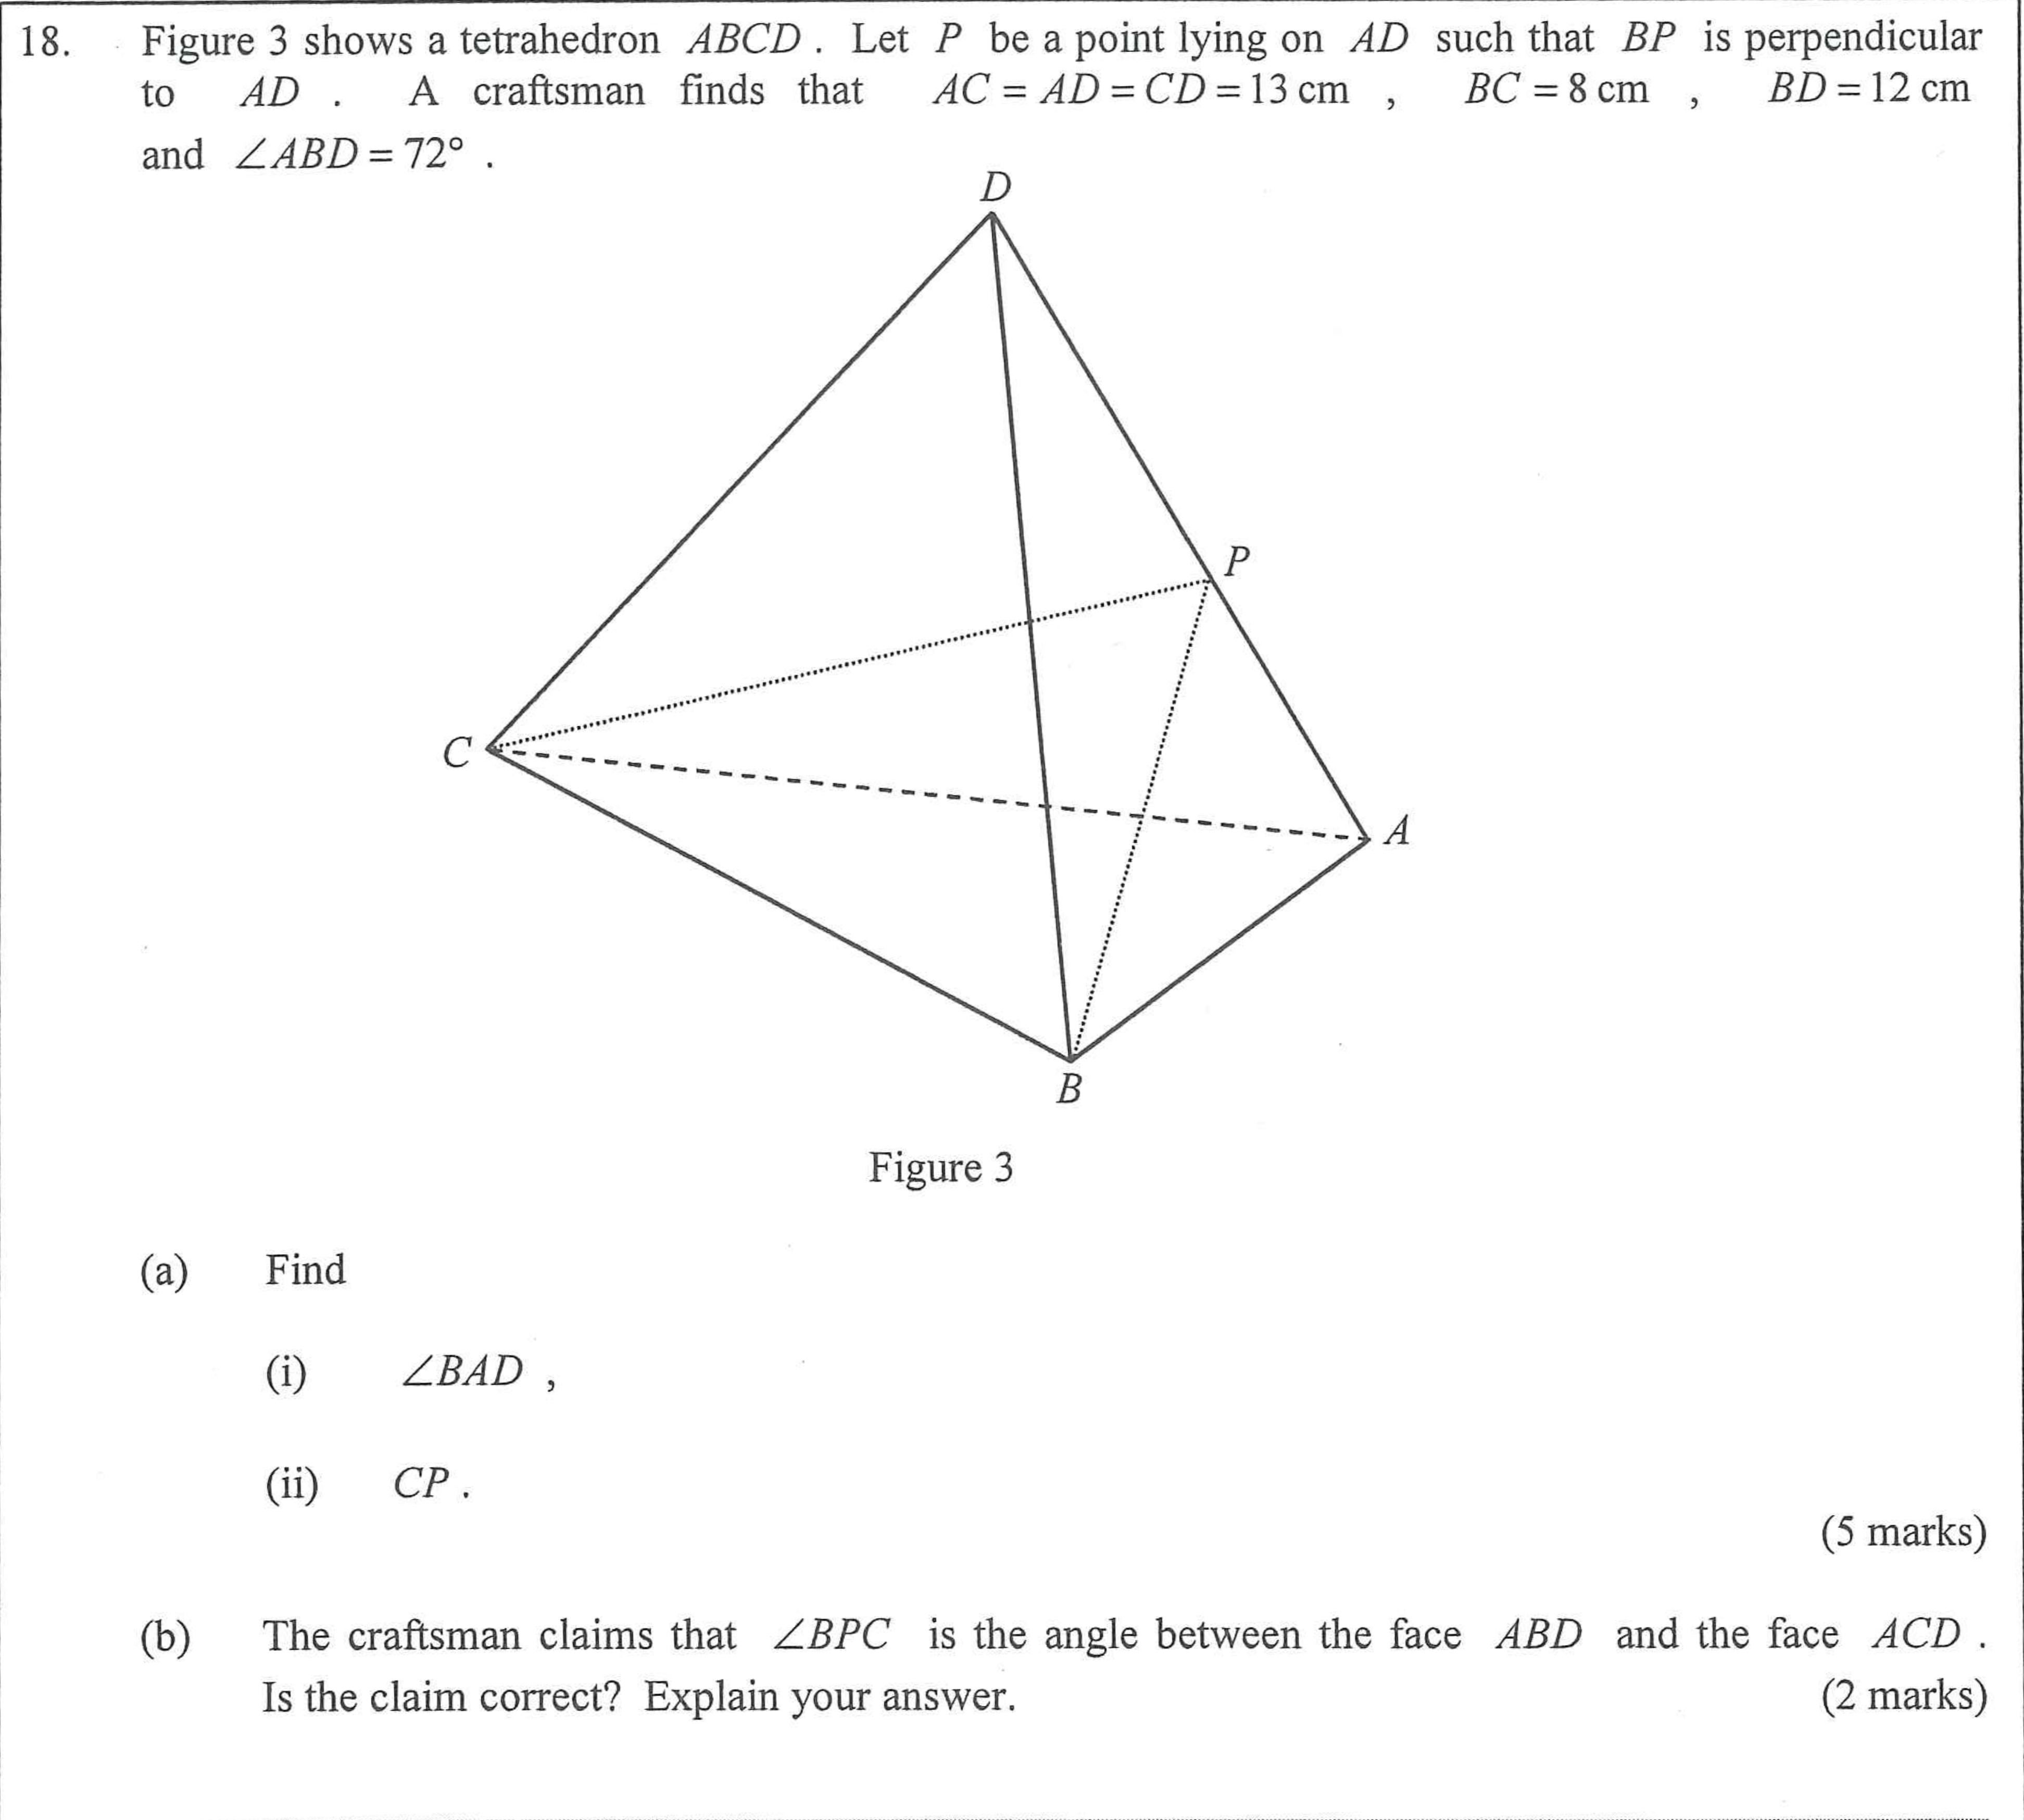 18. Figure 3 shows a tetrahedron ABCD . Let P be a point lying on AD such that BP is perpendicular
to AD . A craftsman finds that AC = AD = CD = 13 cm , BC = 8 cm , BD = 12 cm
and ∠ABD = 72° .
D
P
C
A
B
Figure 3
(a) Find
(i) ∠BAD ,
(ii) CP .
(5 marks)
(b) The craftsman claims that ∠BPC is the angle between the face ABD and the face ACD .
Is the claim correct? Explain your answer. (2 marks)